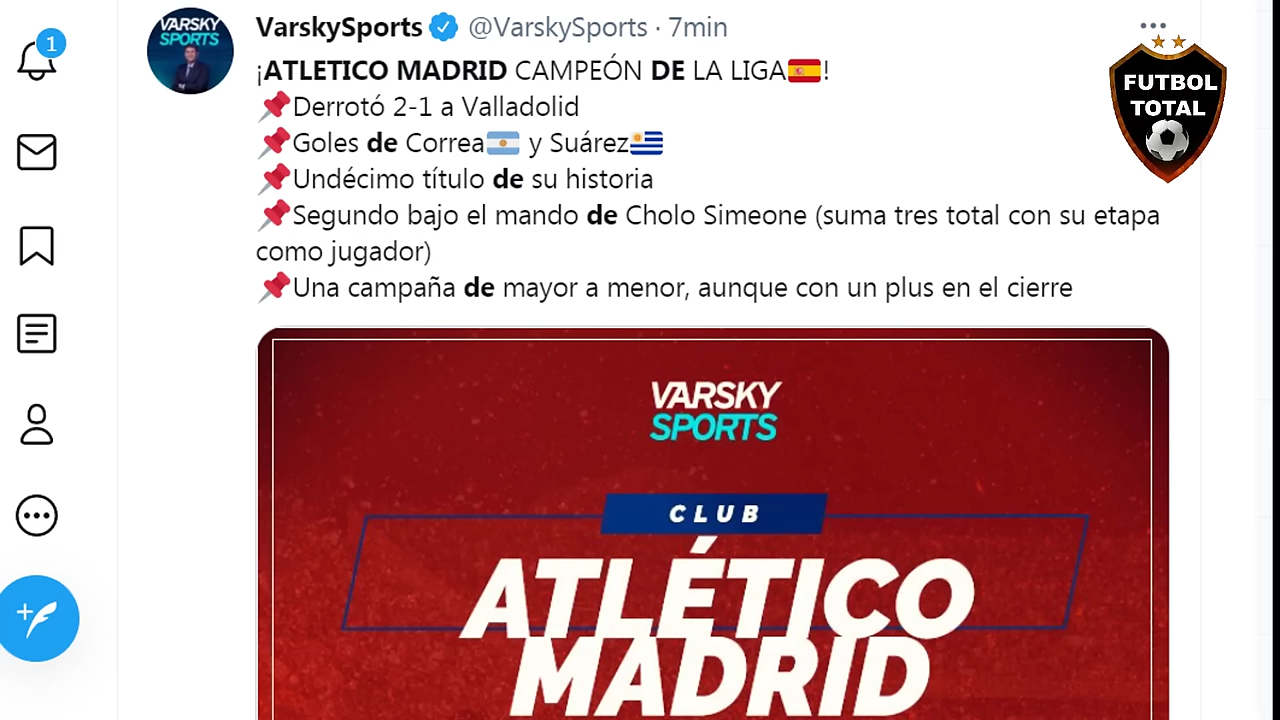 1
VARSKY
SPORTS
VarskySports @VarskySports · 7min
¡ATLETICO MADRID CAMPEÓN DE LA LIGA🇪🇸!
📌Derrotó 2-1 a Valladolid
📌Goles de Correa🇦🇷 y Suárez🇺🇾
📌Undécimo título de su historia
📌Segundo bajo el mando de Cholo Simeone (suma tres total con su etapa
como jugador)
📌Una campaña de mayor a menor, aunque con un plus en el cierre
FUTBOL
TOTAL
VARSKY
SPORTS
CLUB
ATLÉTICO
MADRID